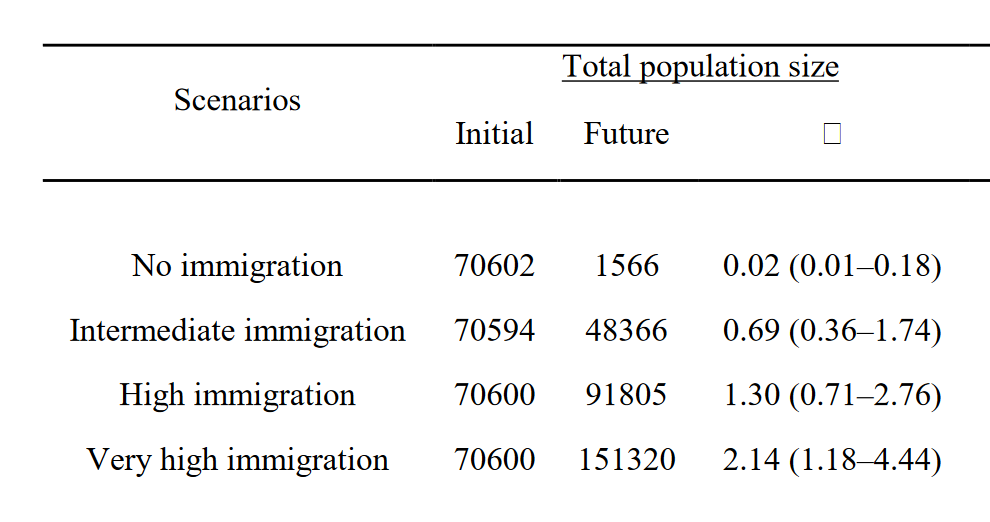 Total population size
Scenarios
Initial Future □
No immigration 70602 1566 0.02 (0.01–0.18)
Intermediate immigration 70594 48366 0.69 (0.36–1.74)
High immigration 70600 91805 1.30 (0.71–2.76)
Very high immigration 70600 151320 2.14 (1.18–4.44)